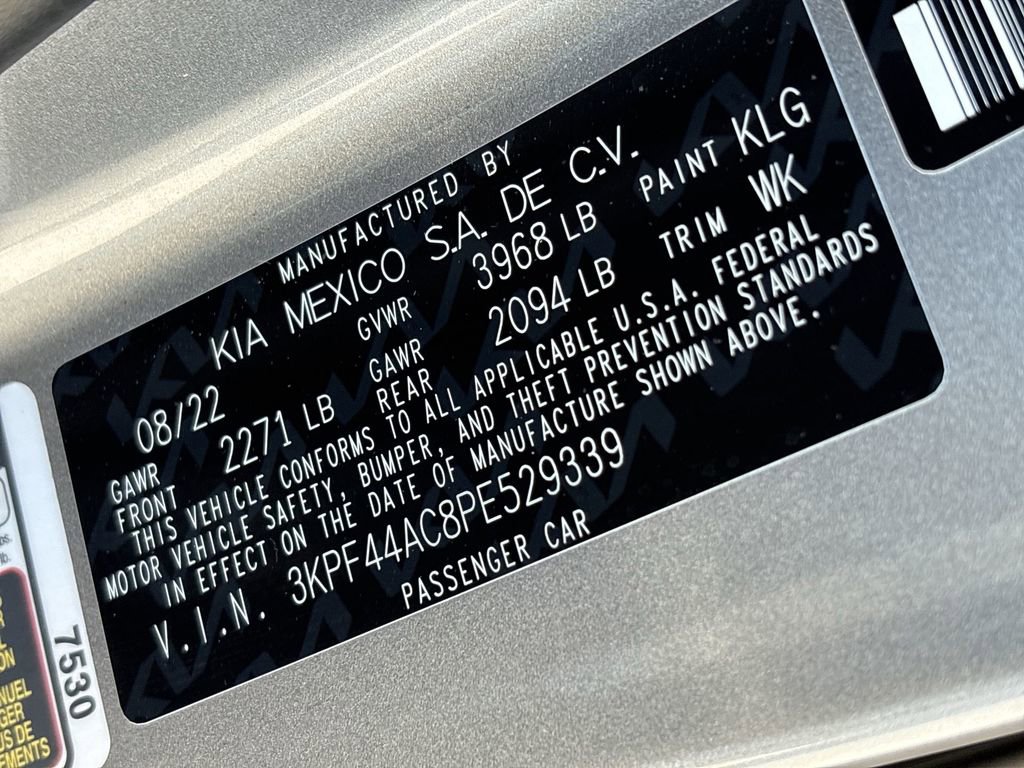 MANUFACTURED BY
KIA MEXICO S.A. DE C.V.
08/22 GVWR 3968 LB PAINT KLG
GAWR FRONT 2271 LB GAWR REAR 2094 LB TRIM WK
THIS VEHICLE CONFORMS TO ALL APPLICABLE U.S.A. FEDERAL
MOTOR VEHICLE SAFETY, BUMPER, AND THEFT PREVENTION STANDARDS
IN EFFECT ON THE DATE OF MANUFACTURE SHOWN ABOVE.
V.I.N. 3KPF44AC8PE529339
PASSENGER CAR
7530